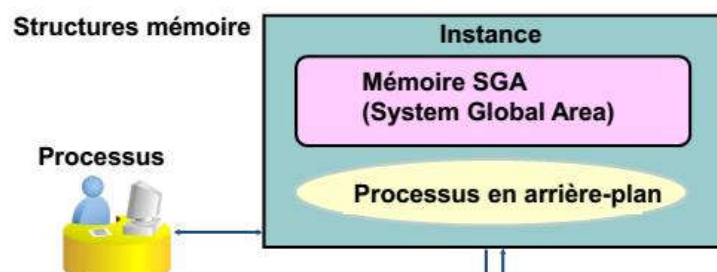 Structures mémoire
Instance
Mémoire SGA
(System Global Area)
Processus
Processus en arrière-plan